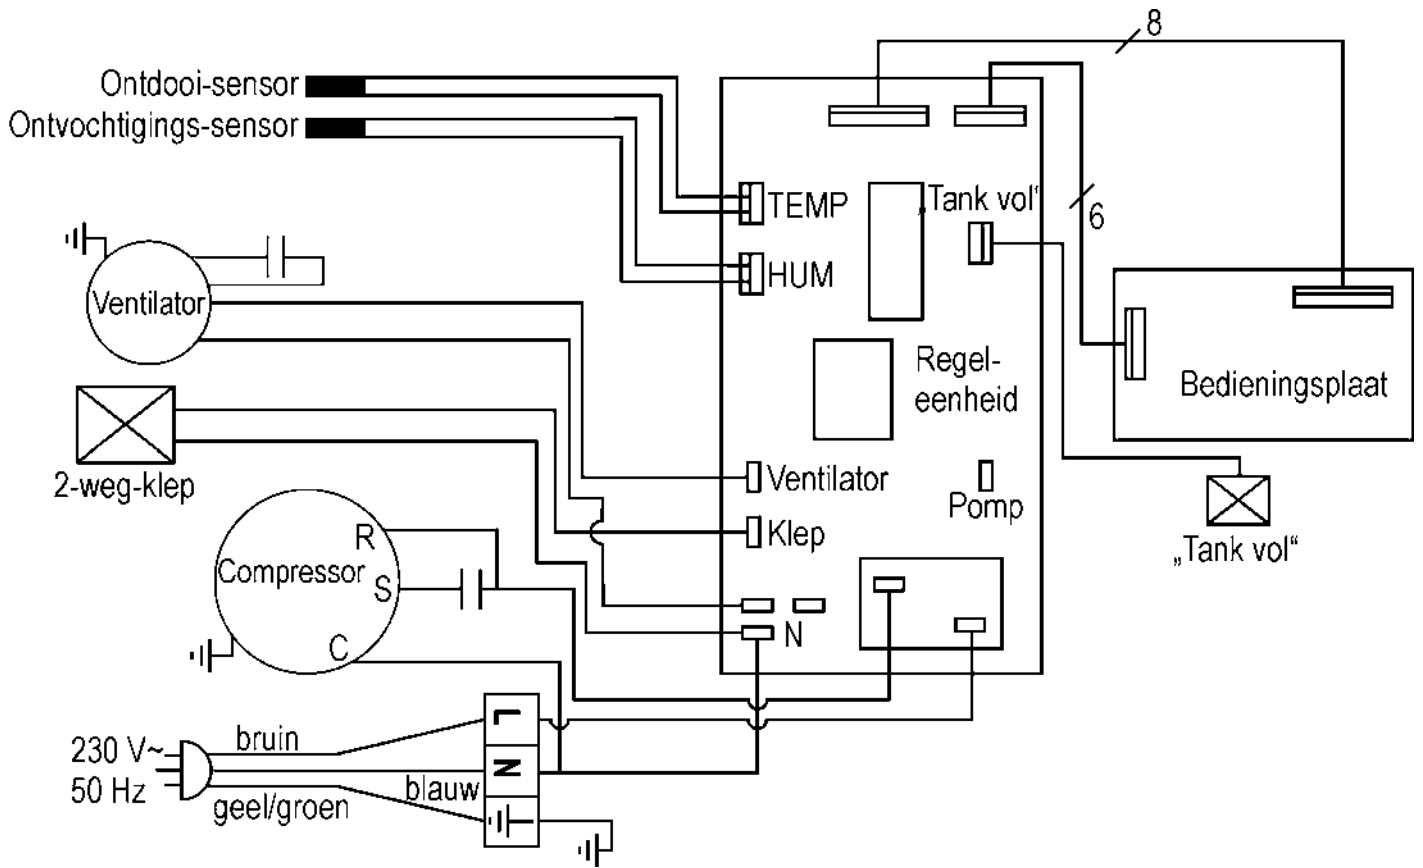 8
Ontdooi-sensor
Ontvochtigings-sensor
TEMP
"Tank vol"
6
HUM
Ventilator
Regel-
eenheid
Bedieningsplaat
2-weg-klep
Ventilator
Pomp
Klep
„Tank vol“
R
Compressor
S
C
N
L
bruin
230 V~
50 Hz
N
blauw
geel/groen